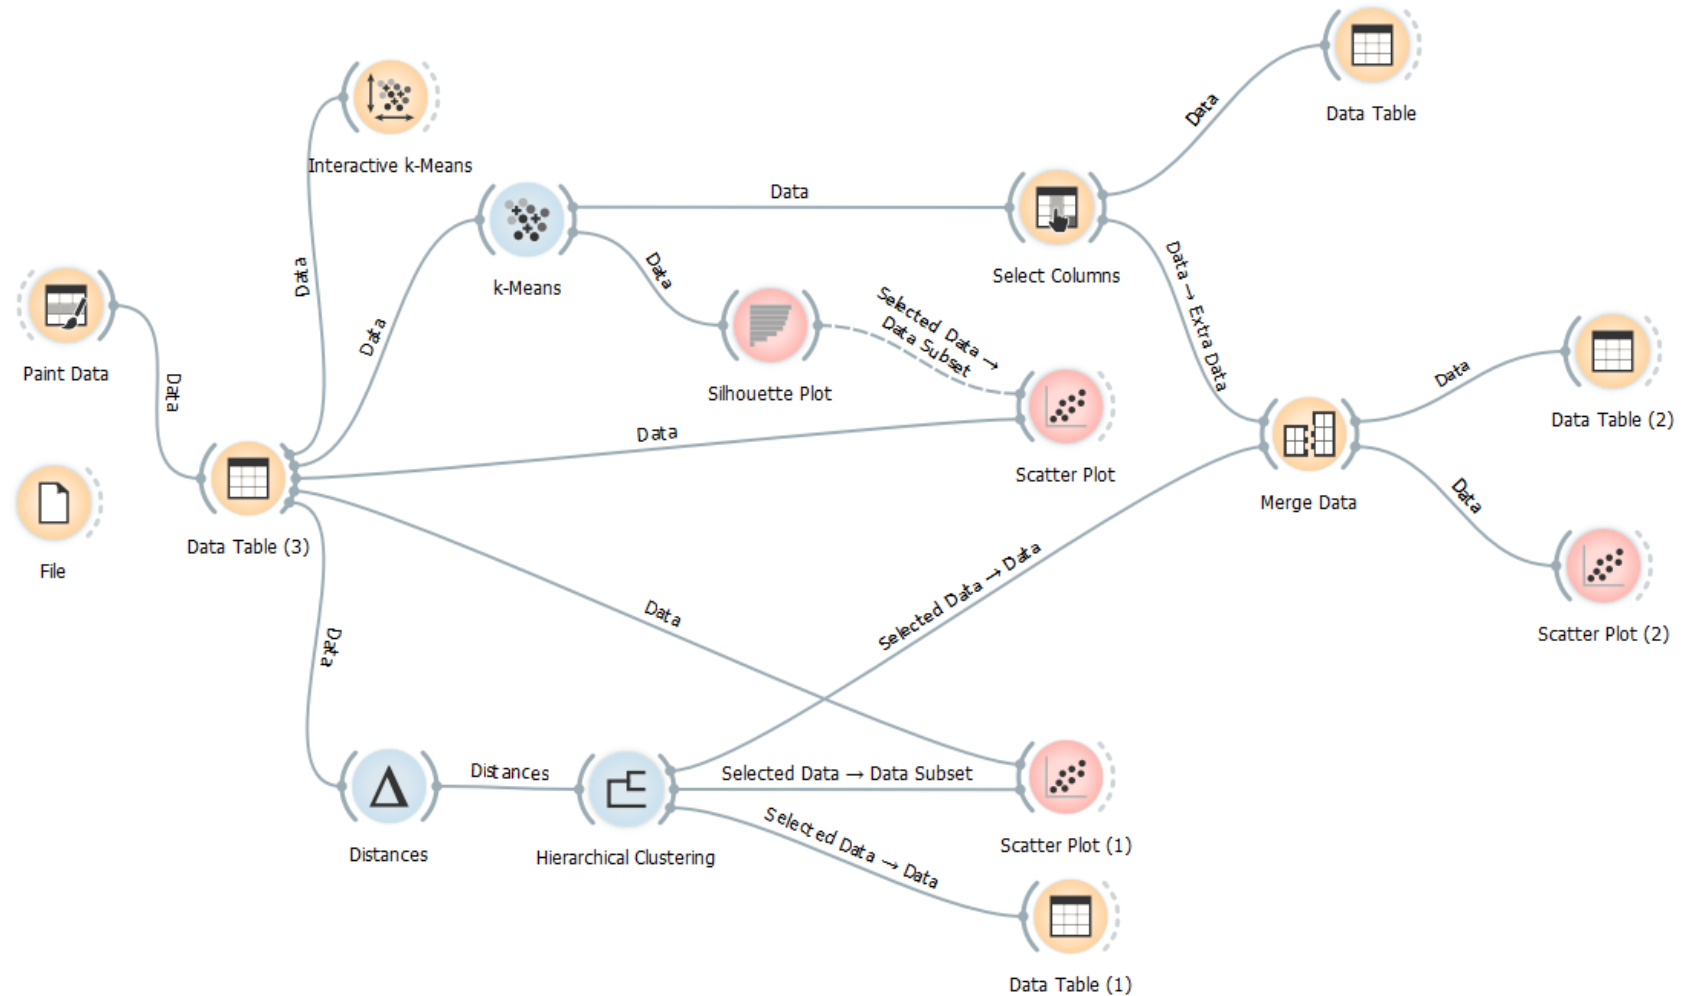 Data Table
Data
Interactive k-Means
Data
Select Columns
k-Means
Data
Data
Data
Data → Extra Data
Selected Data →
Data Subset
Paint Data
Data
Silhouette Plot
Data
Data Table (2)
Data
Data
Scatter Plot
Merge Data
Data
File
Data Table (3)
Selected Data → Data
Data
Scatter Plot (2)
Data
Distances
Selected Data → Data Subset
Distances
Hierarchical Clustering
Selected Data → Data
Scatter Plot (1)
Data Table (1)